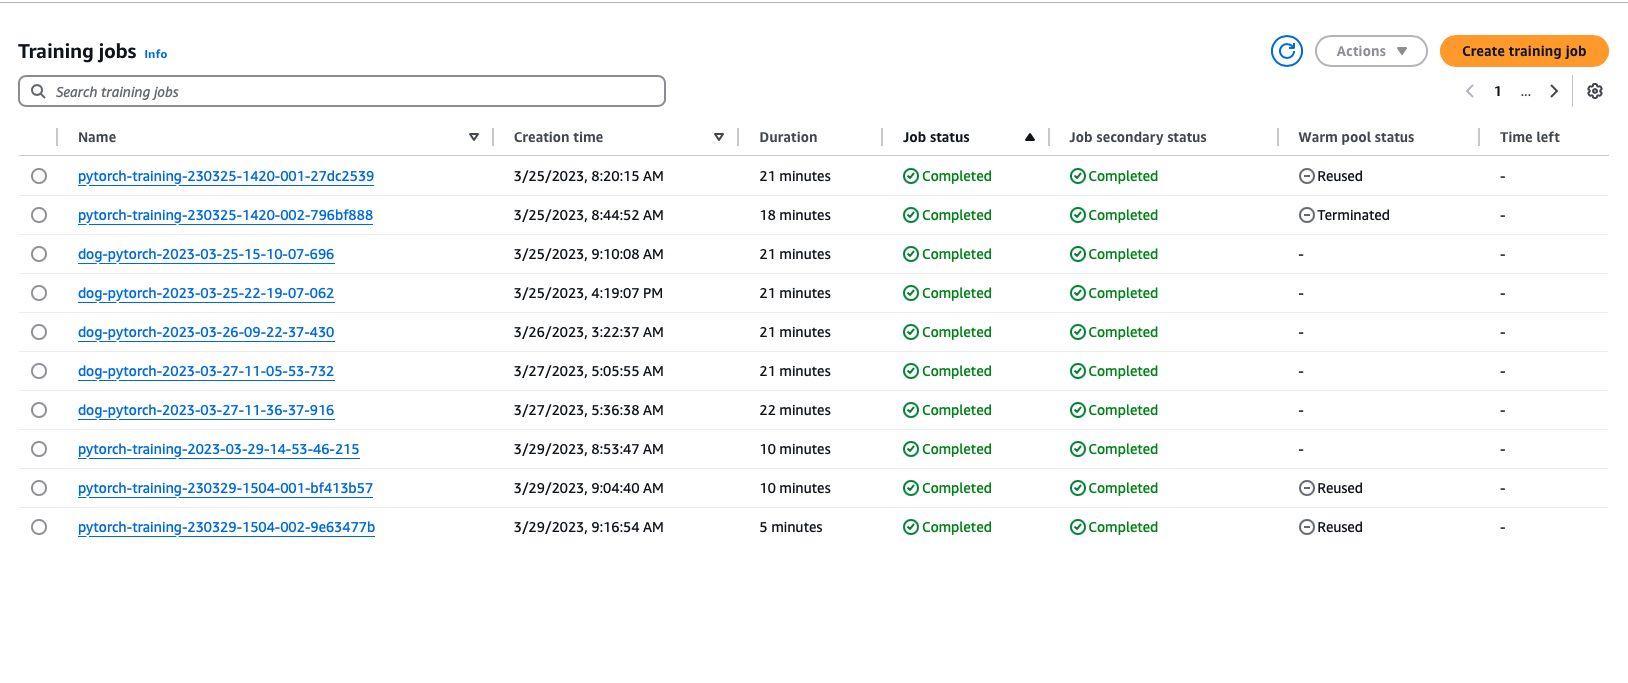 Training jobs Info
Actions
Create training job
Search training jobs
1 ...
Name Creation time Duration Job status Job secondary status Warm pool status Time left
pytorch-training-230325-1420-001-27dc2539 3/25/2023, 8:20:15 AM 21 minutes Completed Completed Reused -
pytorch-training-230325-1420-002-796bf888 3/25/2023, 8:44:52 AM 18 minutes Completed Completed Terminated -
dog-pytorch-2023-03-25-15-10-07-696 3/25/2023, 9:10:08 AM 21 minutes Completed Completed - -
dog-pytorch-2023-03-25-22-19-07-062 3/25/2023, 4:19:07 PM 21 minutes Completed Completed - -
dog-pytorch-2023-03-26-09-22-37-430 3/26/2023, 3:22:37 AM 21 minutes Completed Completed - -
dog-pytorch-2023-03-27-11-05-53-732 3/27/2023, 5:05:55 AM 21 minutes Completed Completed - -
dog-pytorch-2023-03-27-11-36-37-916 3/27/2023, 5:36:38 AM 22 minutes Completed Completed - -
pytorch-training-2023-03-29-14-53-46-215 3/29/2023, 8:53:47 AM 10 minutes Completed Completed - -
pytorch-training-230329-1504-001-bf413b57 3/29/2023, 9:04:40 AM 10 minutes Completed Completed Reused -
pytorch-training-230329-1504-002-9e63477b 3/29/2023, 9:16:54 AM 5 minutes Completed Completed Reused -